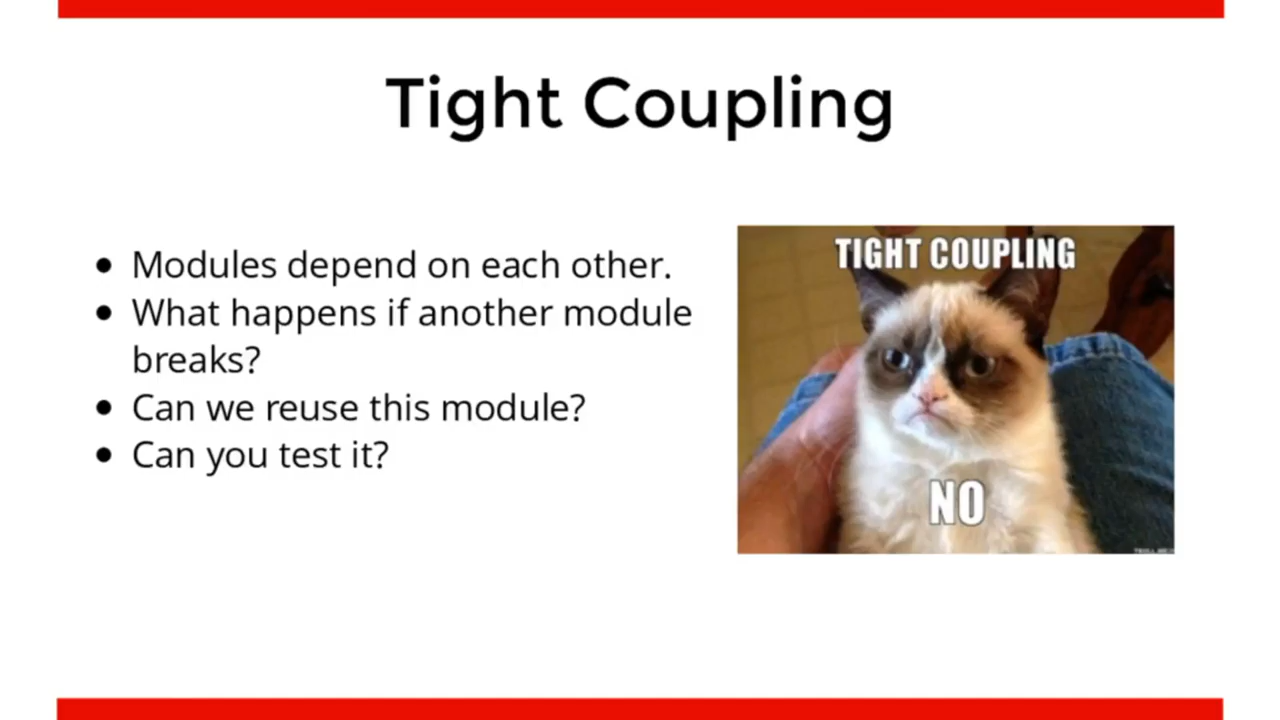 Tight Coupling
• Modules depend on each other.
• What happens if another module
breaks?
• Can we reuse this module?
• Can you test it?
TIGHT COUPLING
NO